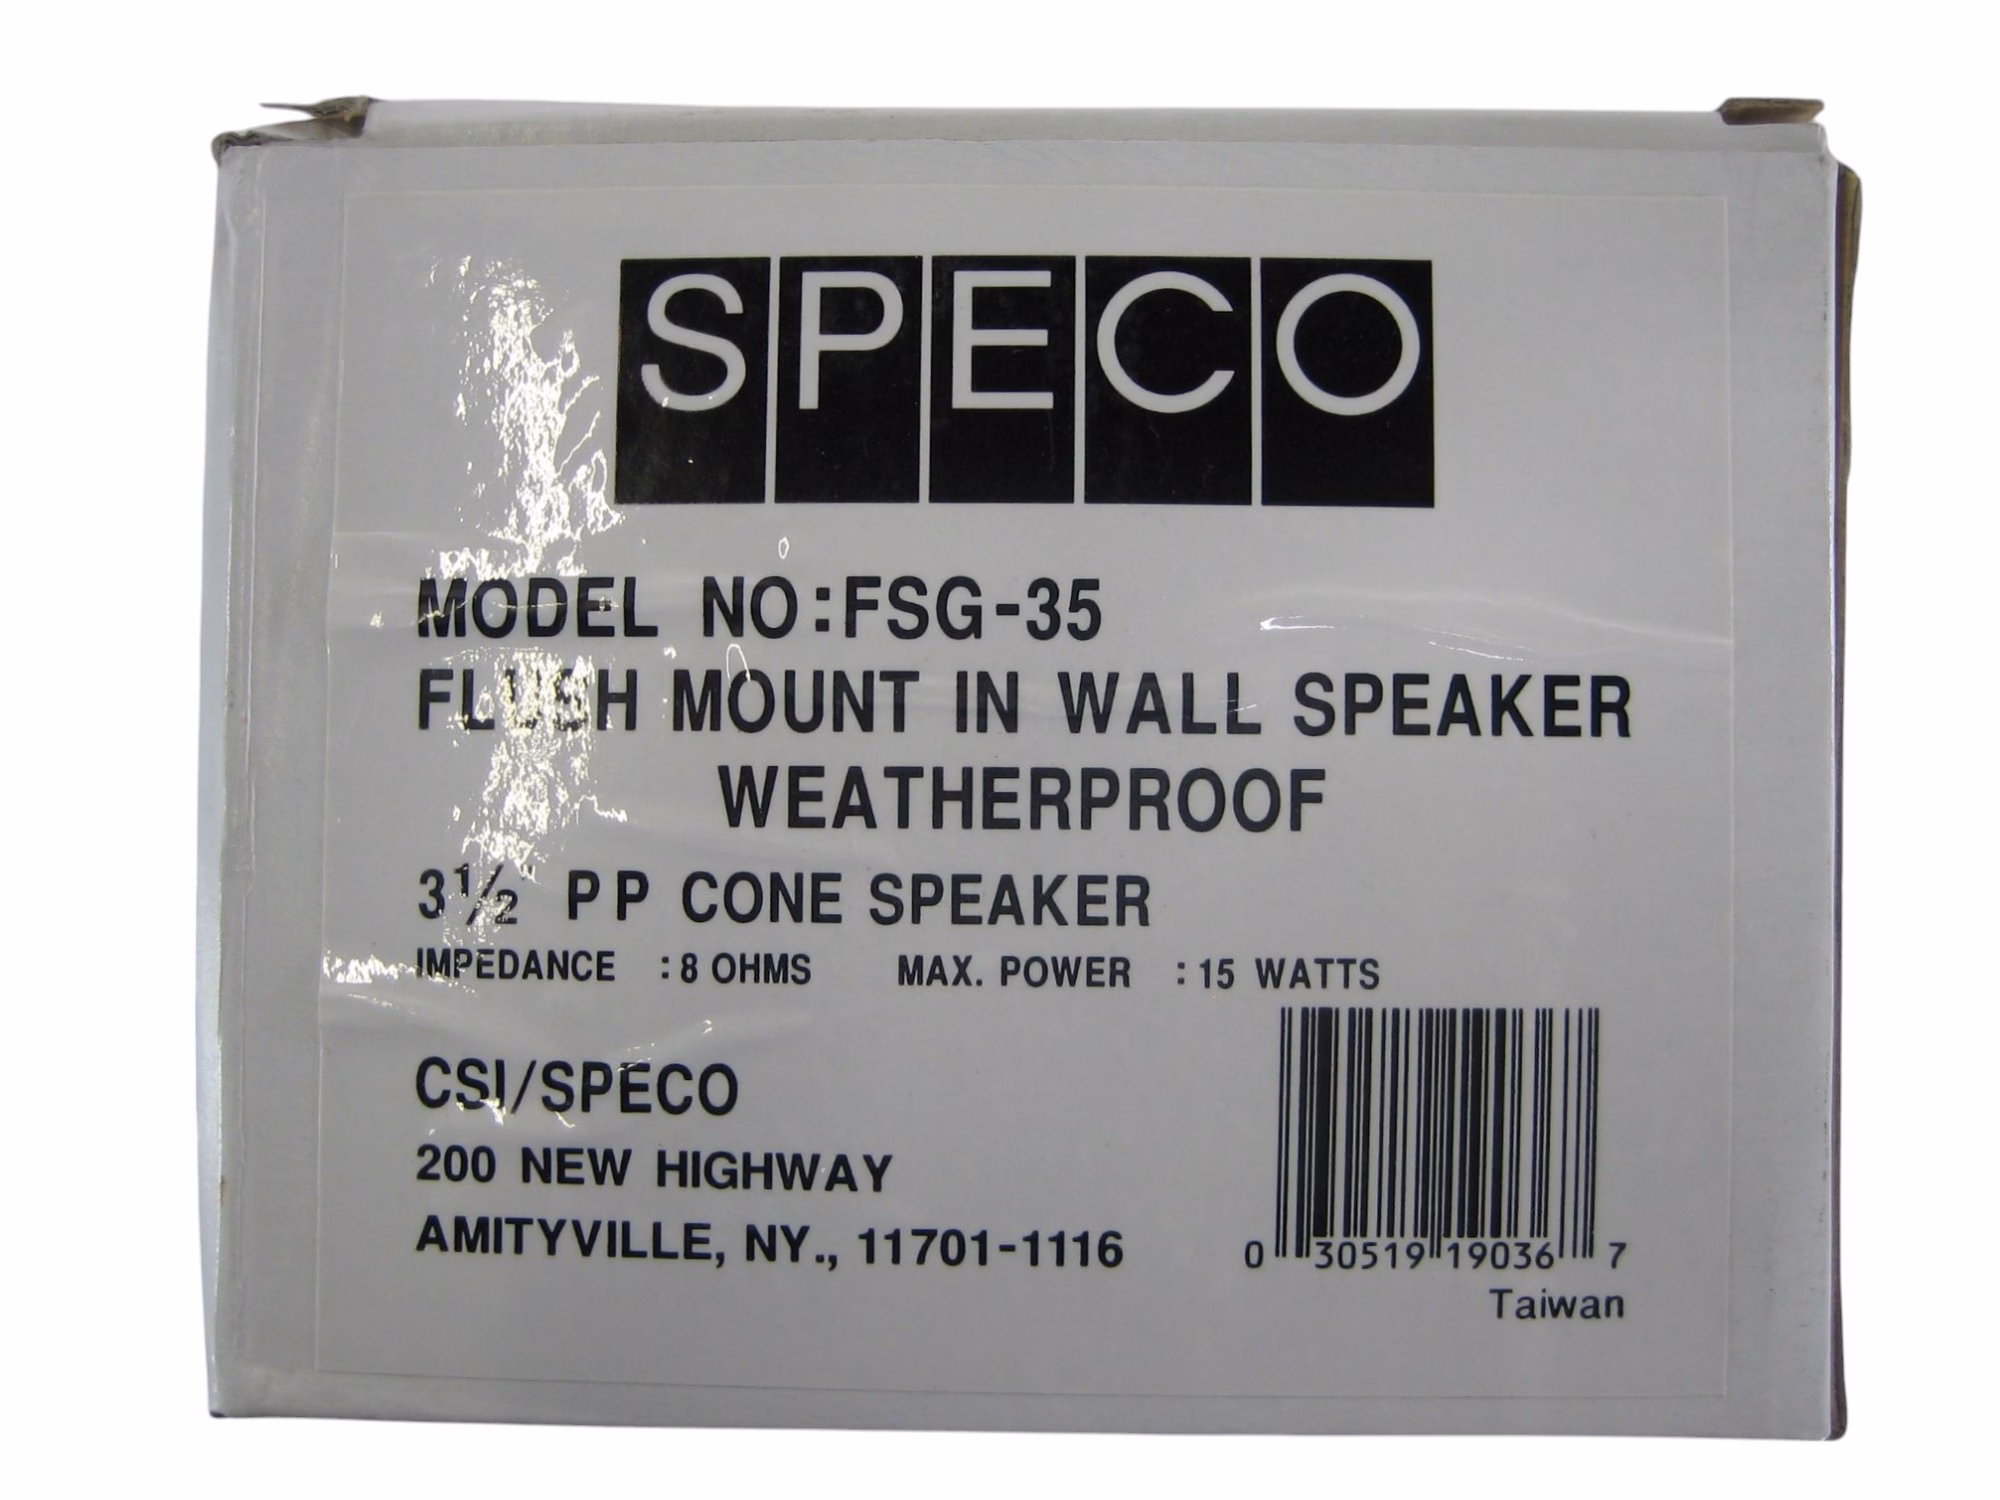 SPECO
MODEL NO:FSG-35
FLUSH MOUNT IN WALL SPEAKER
WEATHERPROOF
3½" PP CONE SPEAKER
IMPEDANCE :8 OHMS MAX. POWER :15 WATTS
CSI/SPECO
200 NEW HIGHWAY
AMITYVILLE, NY., 11701-1116
0 30519 19036 7
Taiwan